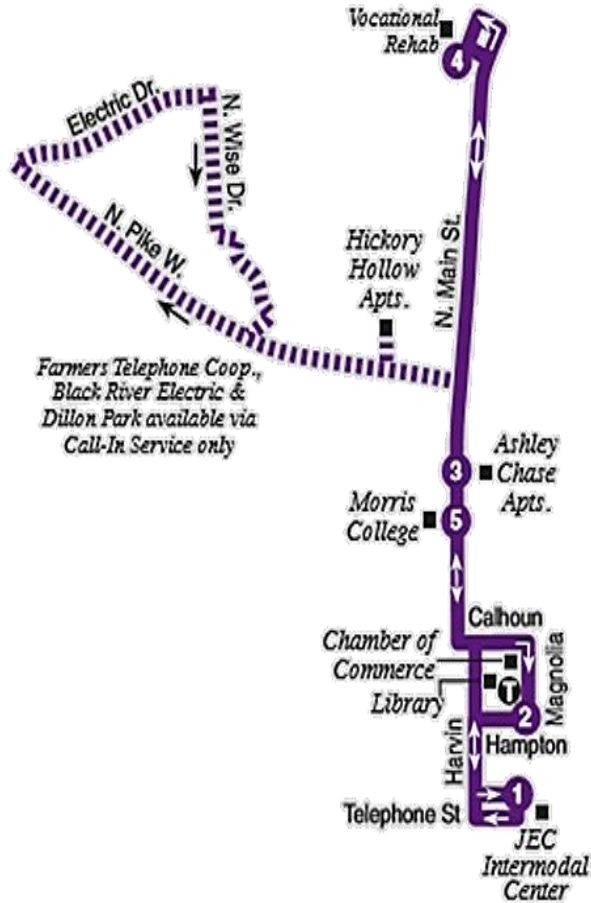 Vocational
Rehab
4
Electric Dr.
N. Wise Dr.
N. Pike W.
Hickory
Hollow
Apts.
N. Main St.
Farmers Telephone Coop.,
Black River Electric &
Dillon Park available via
Call-In Service only
3
Ashley
Chase
Apts.
Morris
College
5
Calhoun
Chamber of
Commerce
Library
T
Magnolia
2
Harvin
Hampton
1
Telephone St
JEC
Intermodal
Center